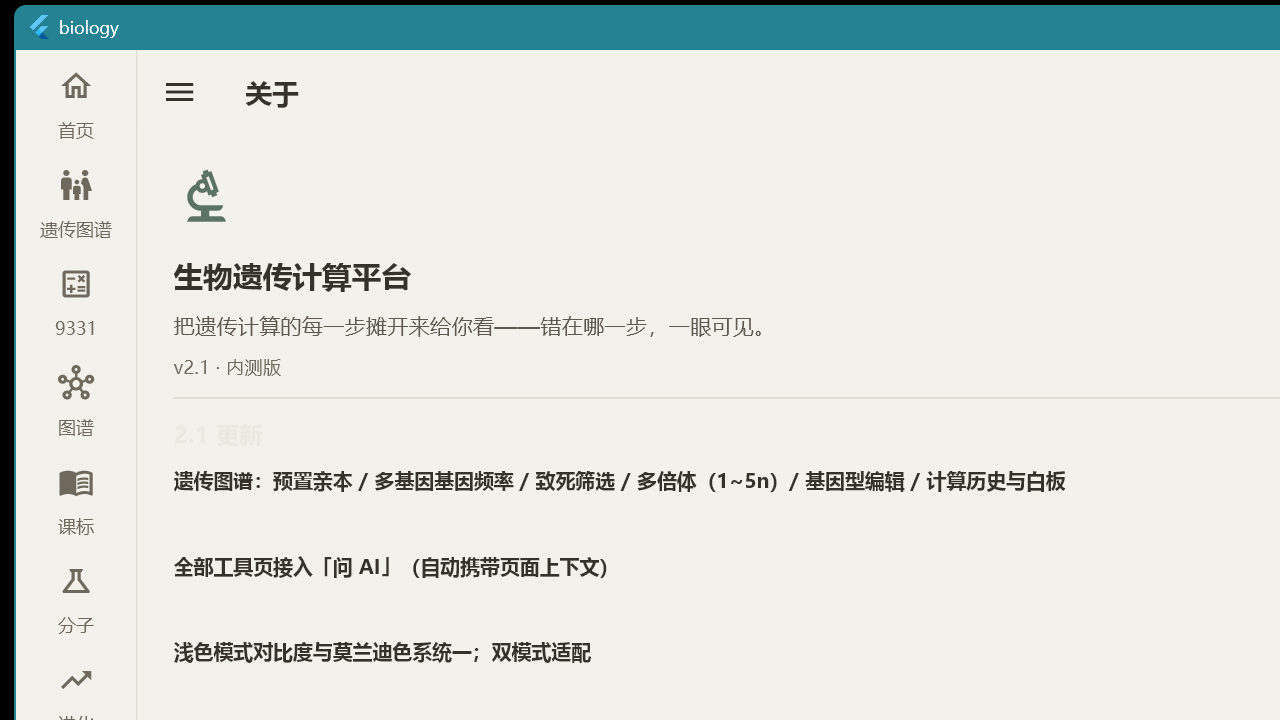 biology
首页
遗传图谱
9331
图谱
课标
分子
进化
关于
生物遗传计算平台
把遗传计算的每一步摊开来给你看——错在哪一步，一眼可见。
v2.1 · 内测版
2.1 更新
遗传图谱：预置亲本 / 多基因基因频率 / 致死筛选 / 多倍体（1~5n）/ 基因型编辑 / 计算历史与白板
全部工具页接入「问 AI」（自动携带页面上下文）
浅色模式对比度与莫兰迪色系统一；双模式适配